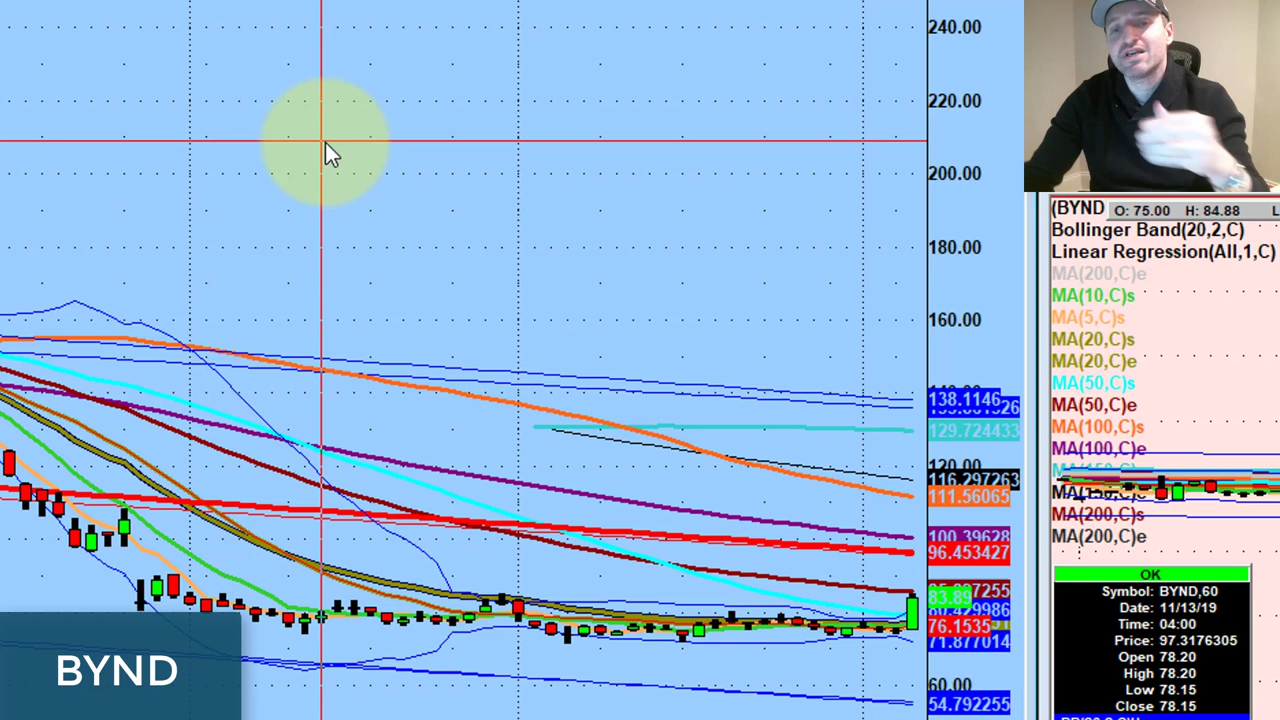 240.00
220.00
200.00
180.00
160.00
138.1146
129.724433
120.00
116.297263
111.56065
100.39628
96.453427
83.89
76.1535
71.877014
60.00
54.792255
BYND
(BYND O: 75.00 H: 84.88 L
Bollinger Band(20,2,C)
Linear Regression(All,1,C)
MA(200,C)e
MA(10,C)s
MA(5,C)s
MA(20,C)s
MA(20,C)e
MA(50,C)s
MA(50,C)e
MA(100,C)s
MA(100,C)e
MA(150,C)s
MA(150,C)e
MA(200,C)s
MA(200,C)e
OK
Symbol: BYND,60
Date: 11/13/19
Time: 04:00
Price: 97.3176305
Open 78.20
High 78.20
Low 78.15
Close 78.15